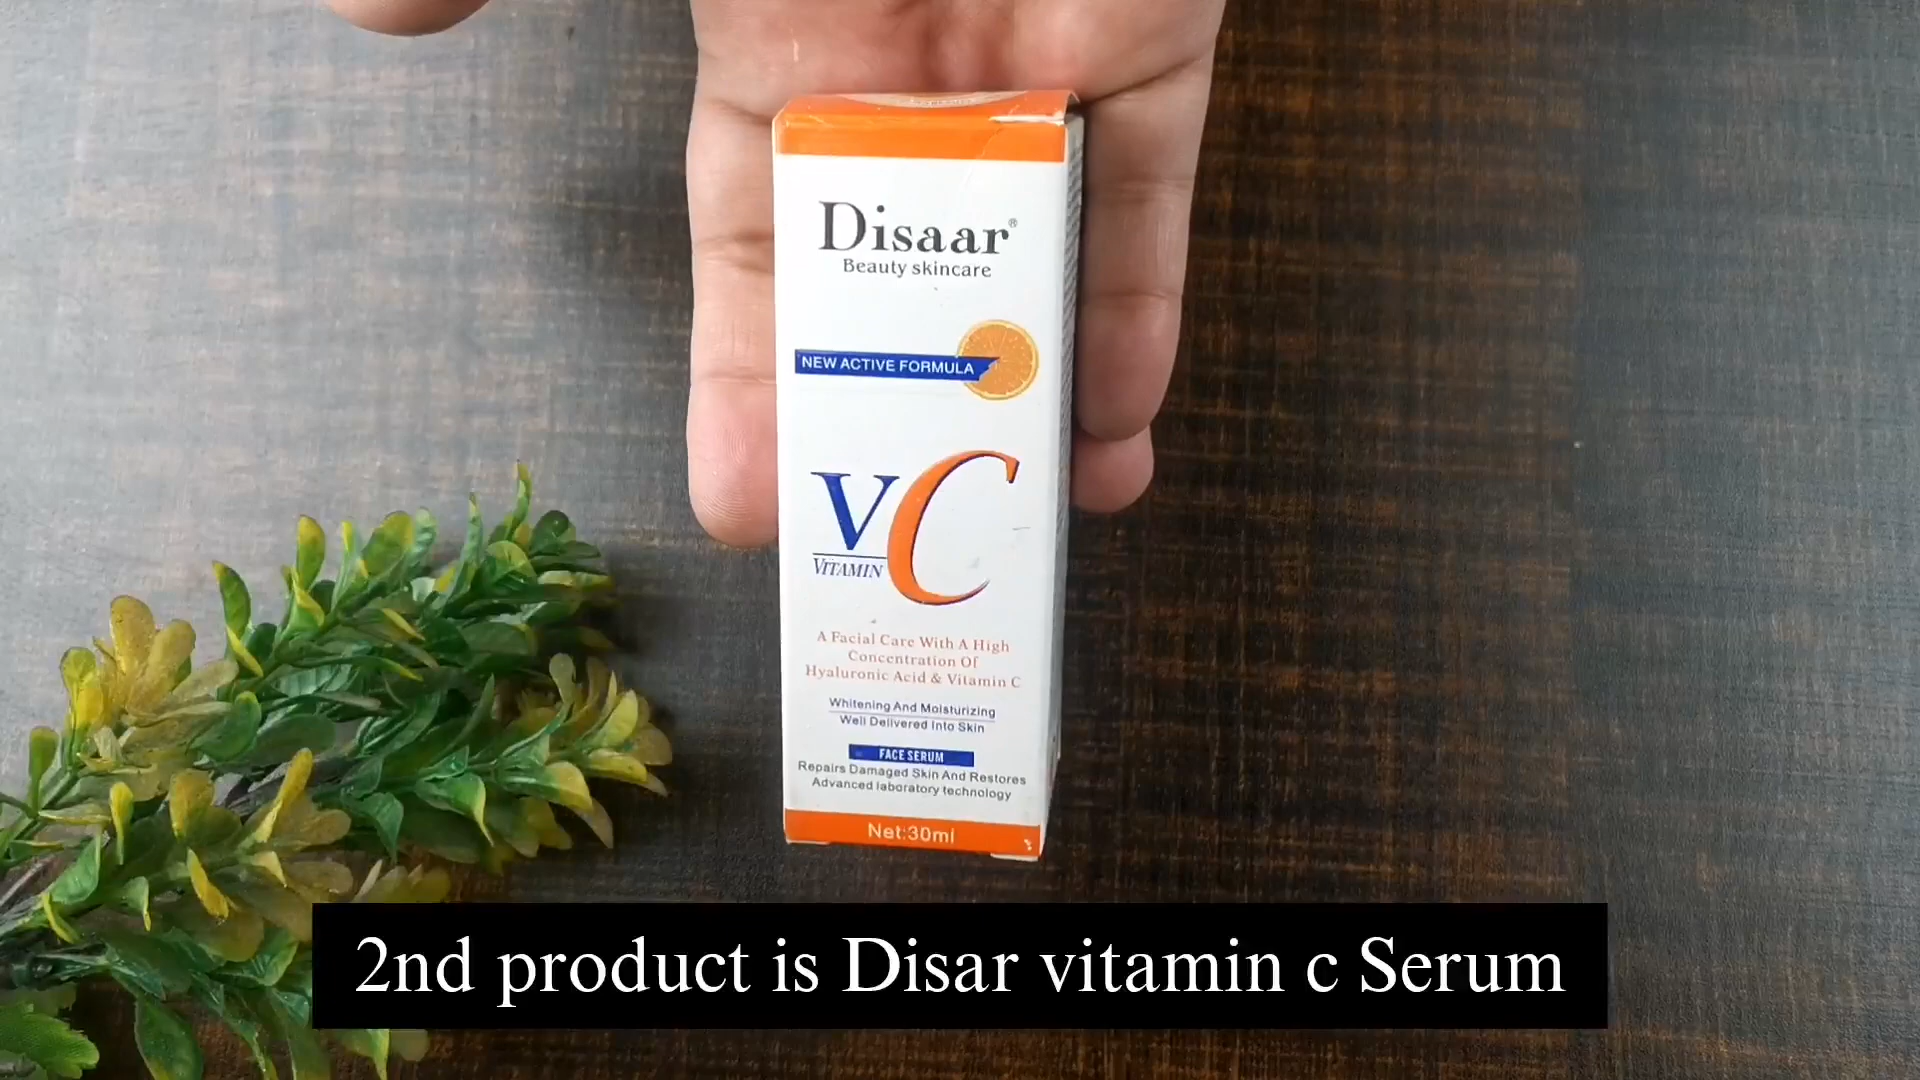 Disaar®
Beauty skincare
NEW ACTIVE FORMULA
VC
VITAMIN
A Facial Care With A High
Concentration Of
Hyaluronic Acid & Vitamin C
Whitening And Moisturizing
Well Delivered Into Skin
FACE SERUM
Repairs Damaged Skin And Restores
Advanced laboratory technology
Net:30ml
2nd product is Disar vitamin c Serum